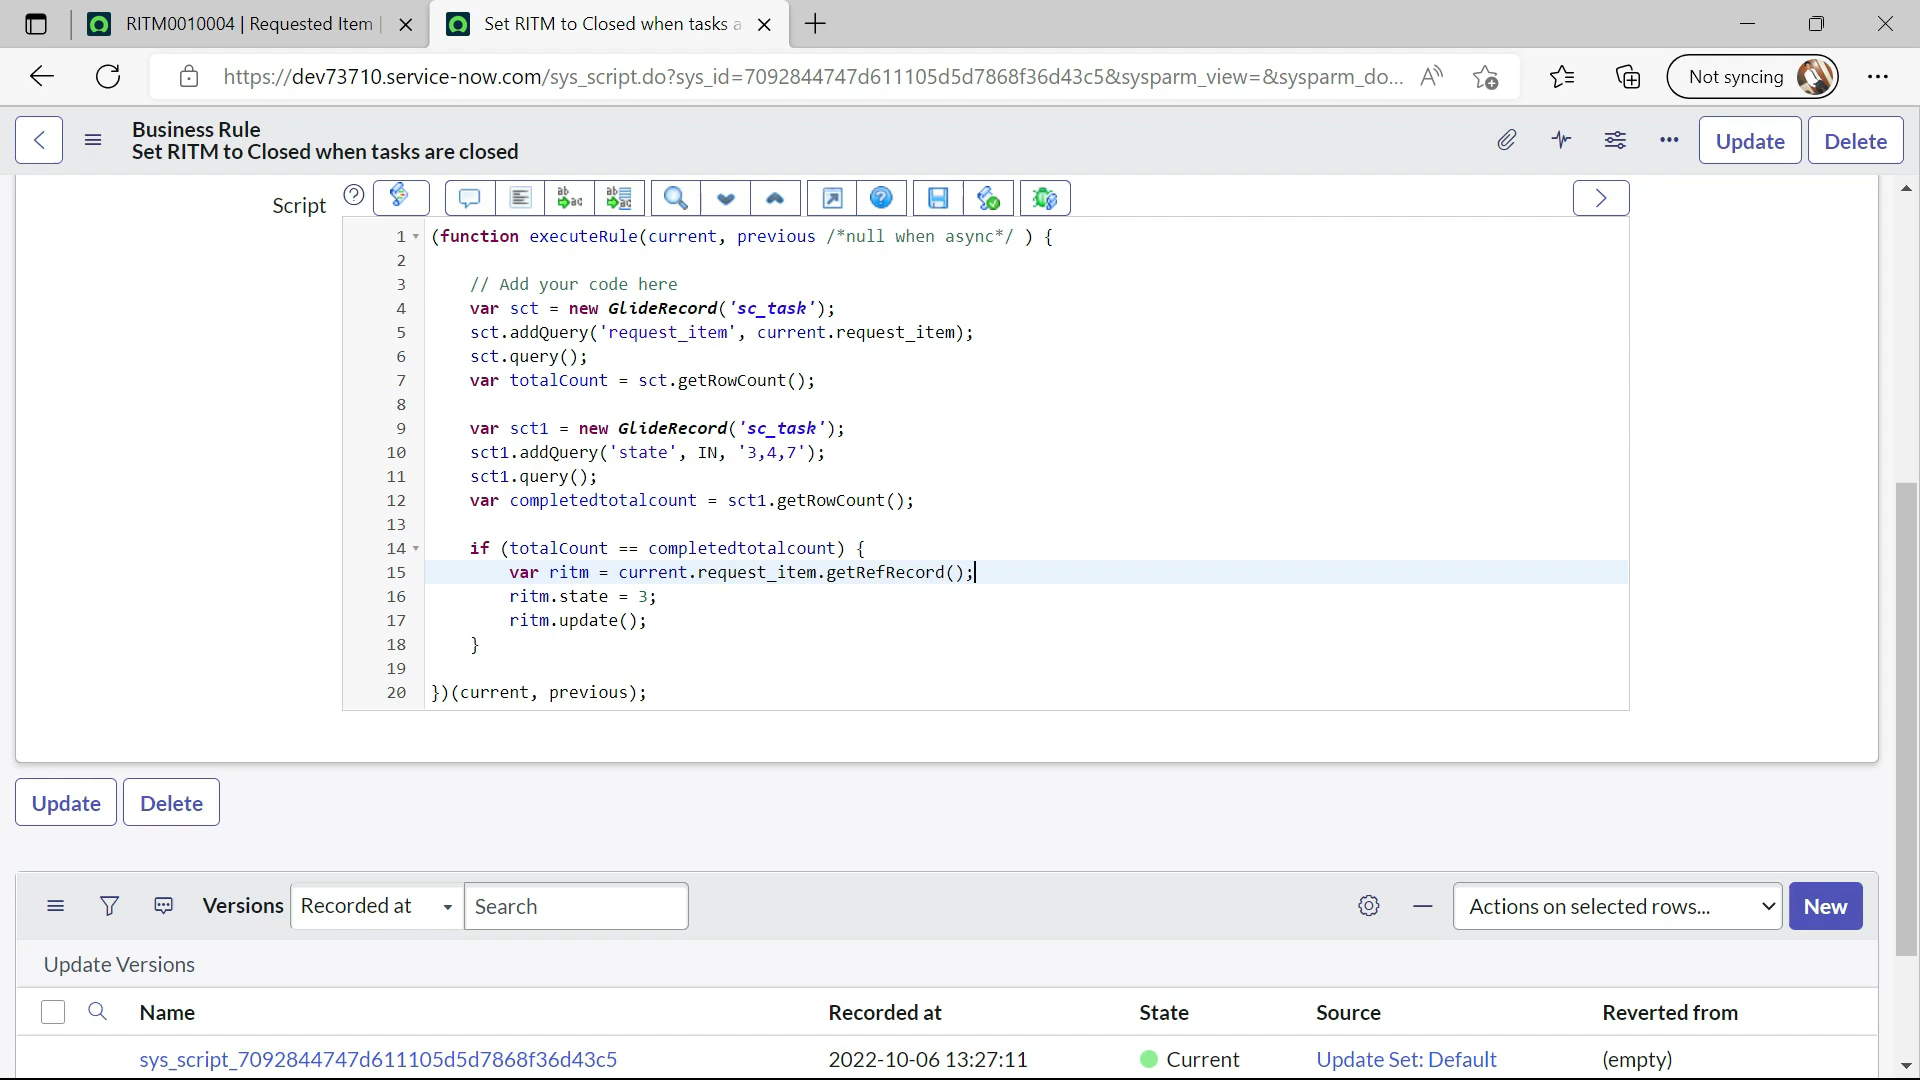 RITM0010004 | Requested Item |
Set RITM to Closed when tasks a
https://dev73710.service-now.com/sys_script.do?sys_id=7092844747d611105d5d7868f36d43c5&sysparm_view=&sysparm_do...
Not syncing
Business Rule
Set RITM to Closed when tasks are closed
Update
Delete
Script
1 (function executeRule(current, previous /*null when async*/ ) {
2
3 // Add your code here
4 var sct = new GlideRecord('sc_task');
5 sct.addQuery('request_item', current.request_item);
6 sct.query();
7 var totalCount = sct.getRowCount();
8
9 var sct1 = new GlideRecord('sc_task');
10 sct1.addQuery('state', IN, '3,4,7');
11 sct1.query();
12 var completedtotalcount = sct1.getRowCount();
13
14 if (totalCount == completedtotalcount) {
15 var ritm = current.request_item.getRefRecord();
16 ritm.state = 3;
17 ritm.update();
18 }
19
20 })(current, previous);
Update
Delete
Versions
Recorded at
Search
Actions on selected rows...
New
Update Versions
Name
Recorded at
State
Source
Reverted from
sys_script_7092844747d611105d5d7868f36d43c5
2022-10-06 13:27:11
Current
Update Set: Default
(empty)